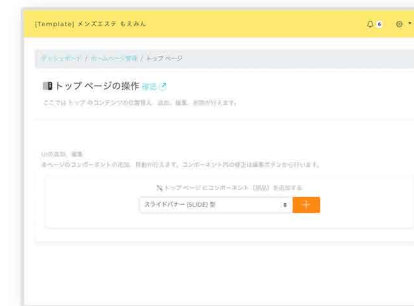 [Template] メンズエステ もえみん
6
ダッシュボード / ホームページ管理 / トップ ページ
トップ ページの操作 確認
ここでは トップ のコンテンツの位置替え、追加、編集、削除が行えます。
UIの追加、編集
本ページのコンポーネントの追加、移動が行えます。コンポーネント内の修正は編集ボタンから行います。
トップ ページ にコンポーネント（部品）を追加する
スライドバナー (SLIDE) 型